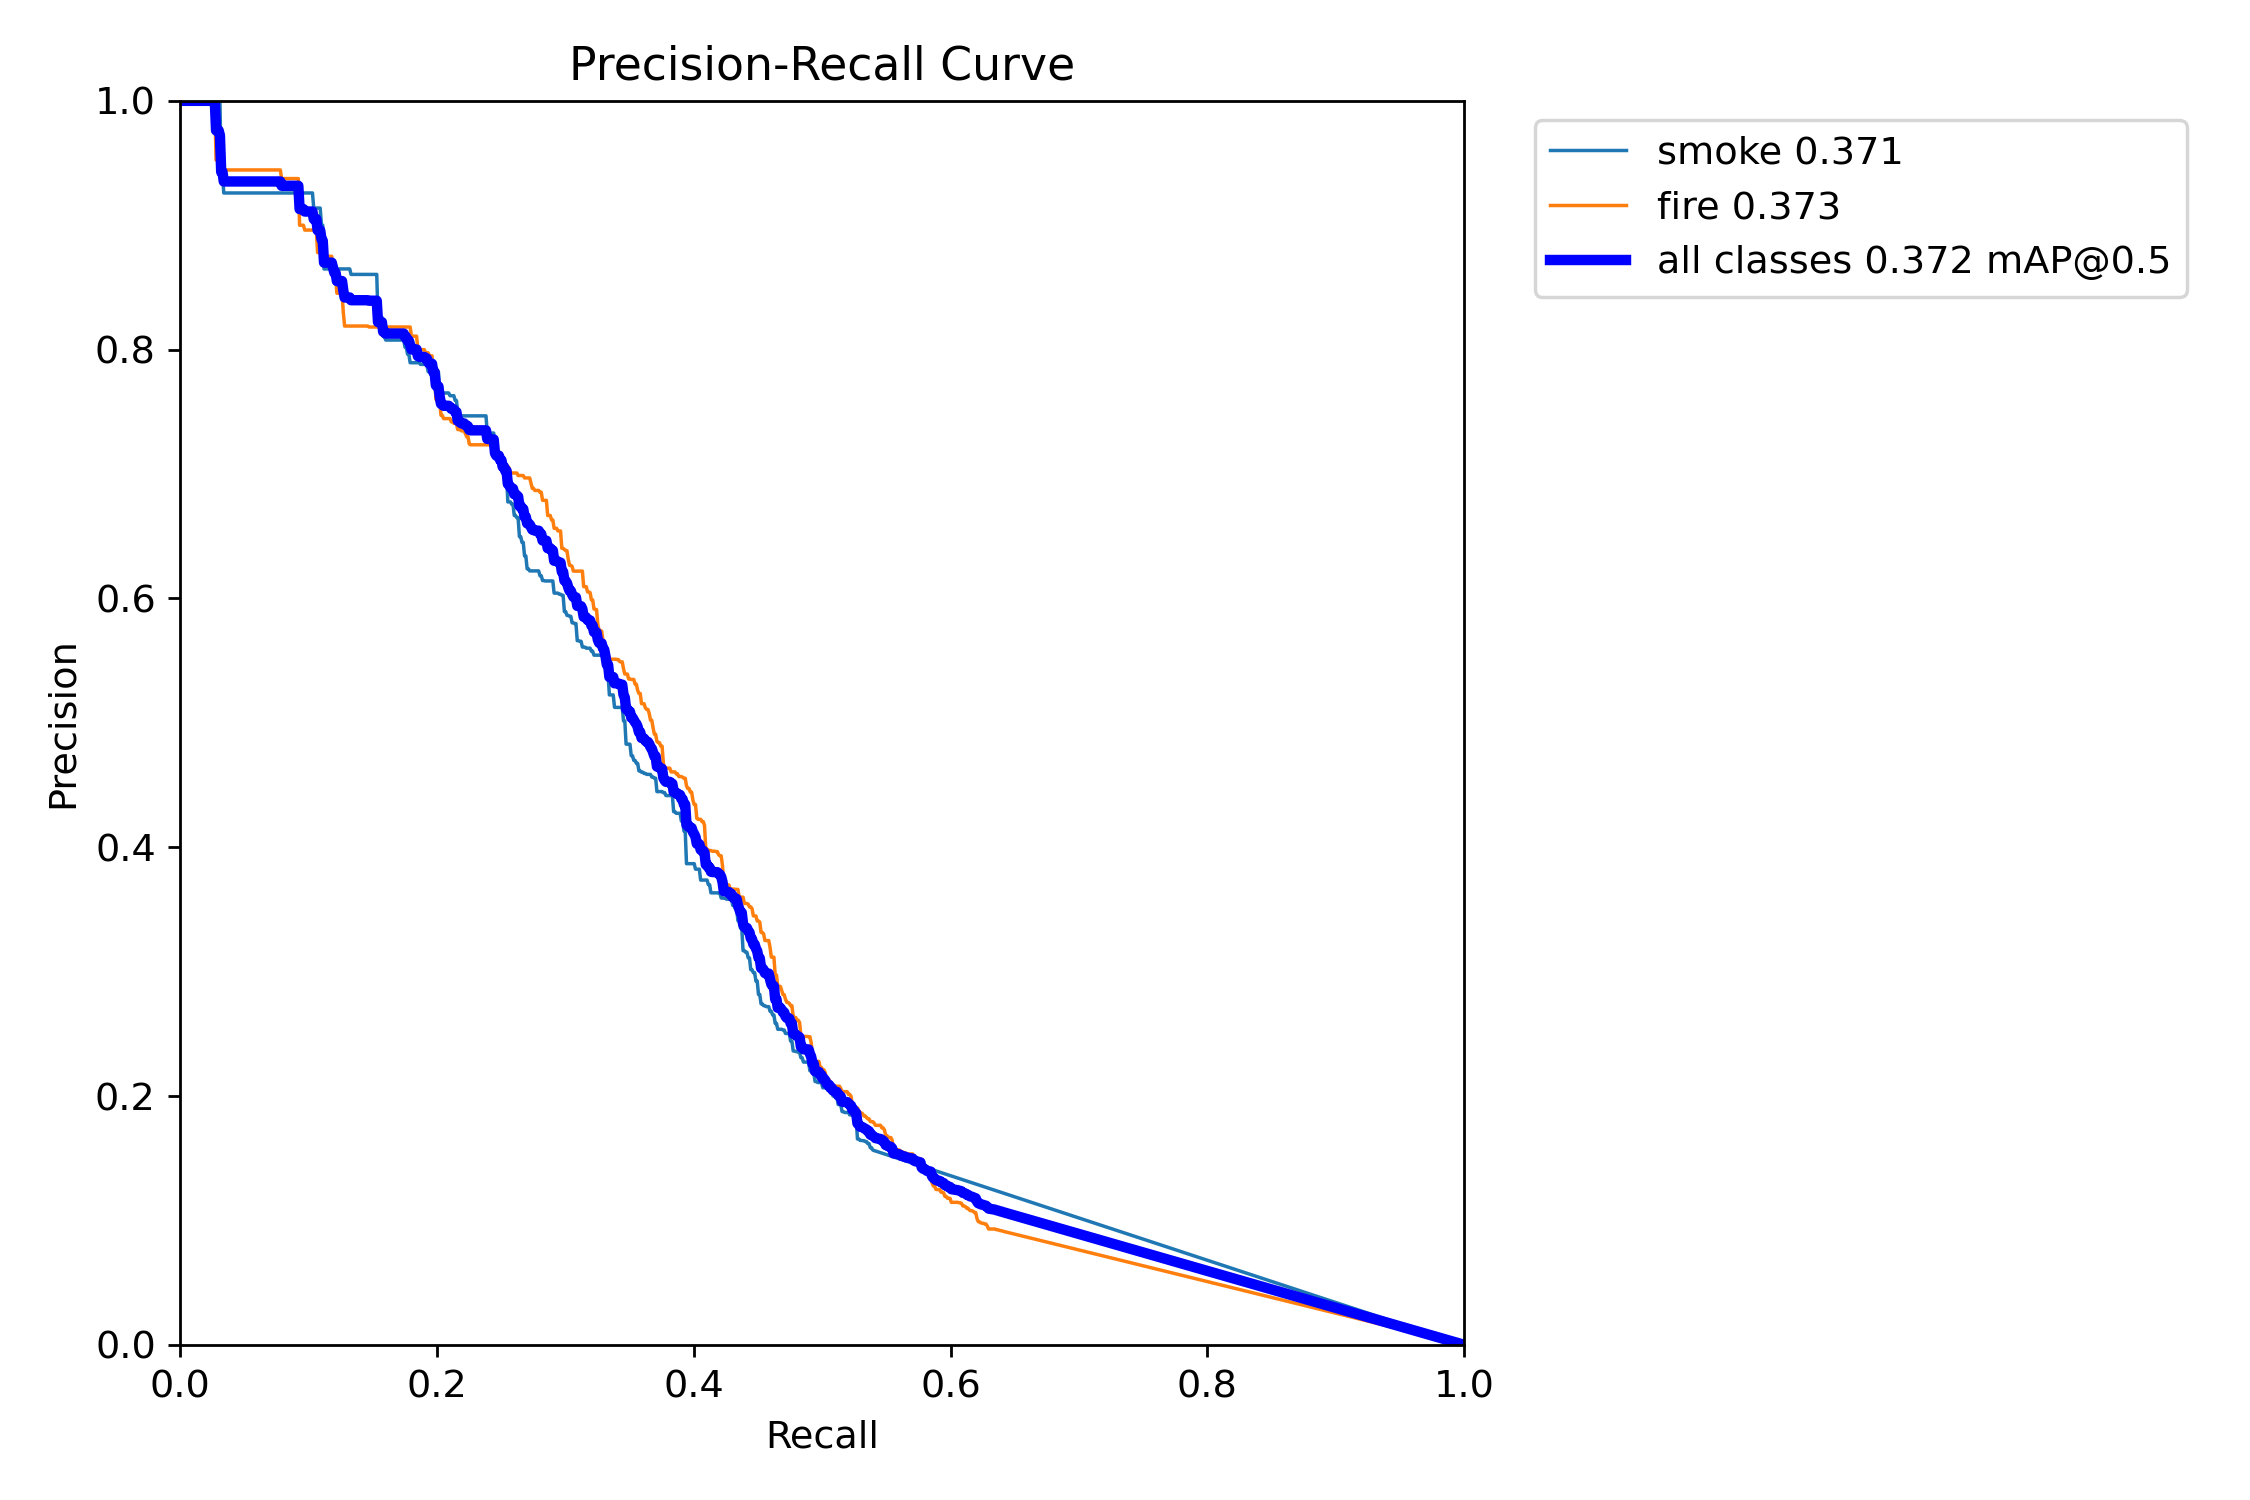 Precision-Recall Curve
1.0
0.8
0.6
0.4
0.2
0.0
Precision
0.0 0.2 0.4 0.6 0.8 1.0
Recall
smoke 0.371
fire 0.373
all classes 0.372 mAP@0.5